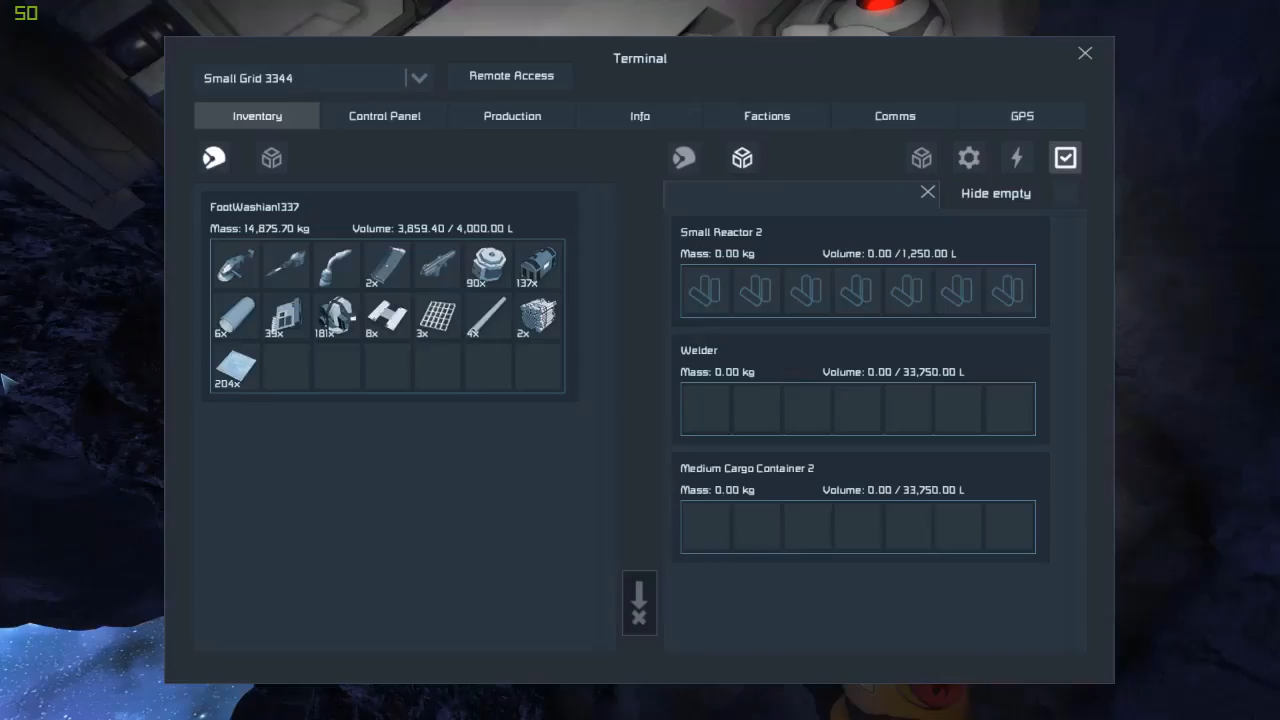 50
Terminal
Small Grid 3344
Remote Access
Inventory
Control Panel
Production
Info
Factions
Comms
GPS
Hide empty
FootWashian1337
Mass: 14,875.70 kg Volume: 3,859.40 / 4,000.00 L
2x 90x 137x
6x 39x 181x 8x 3x 4x 2x
204x
Small Reactor 2
Mass: 0.00 kg Volume: 0.00 / 1,250.00 L
Welder
Mass: 0.00 kg Volume: 0.00 / 33,750.00 L
Medium Cargo Container 2
Mass: 0.00 kg Volume: 0.00 / 33,750.00 L